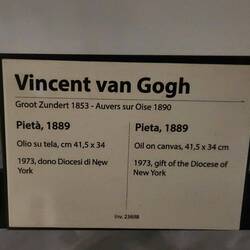 Vincent van Gogh
Groot Zundert 1853 - Auvers sur Oise 1890
Pietà, 1889
Olio su tela, cm 41,5 x 34
1973, dono Diocesi di New
York
Pieta, 1889
Oil on canvas, 41,5 x 34 cm
1973, gift of the Diocese of
New York
Inv. 23698